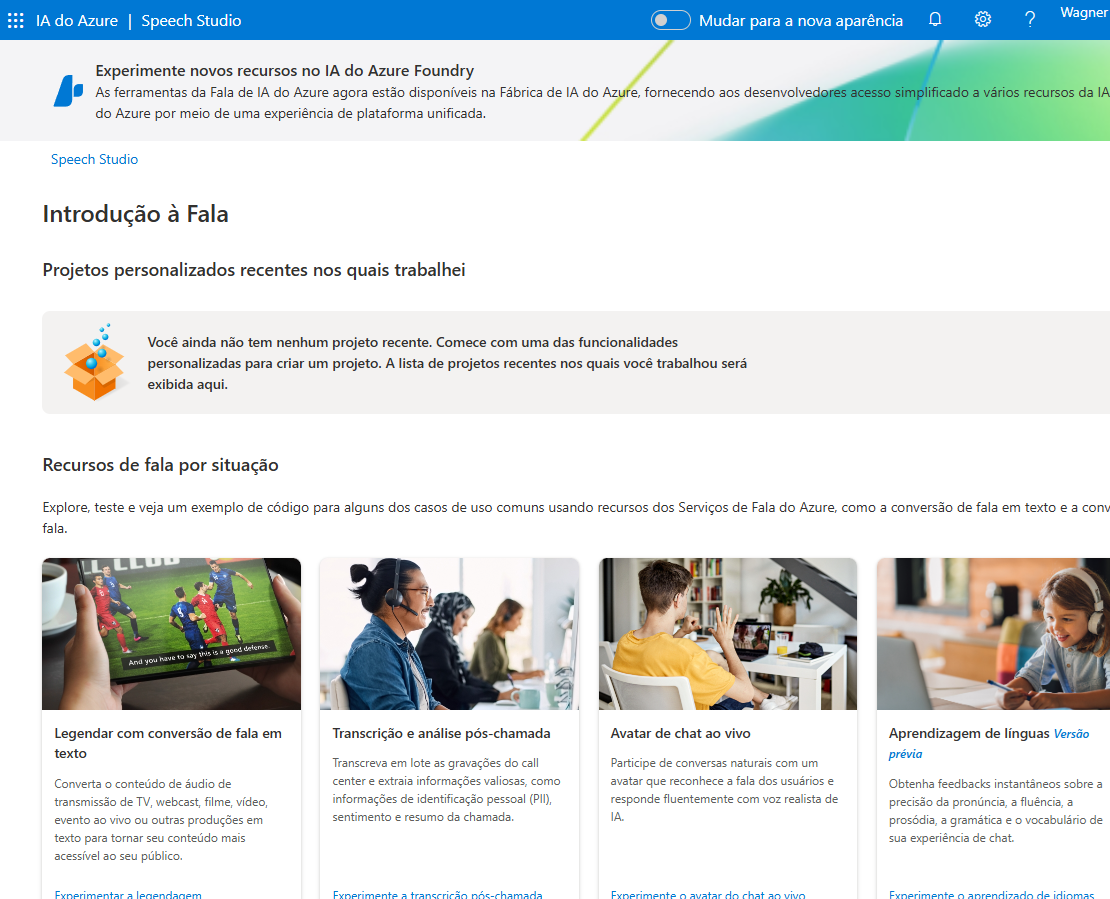 IA do Azure | Speech Studio
Mudar para a nova aparência
?
Wagner
Experimente novos recursos no IA do Azure Foundry
As ferramentas da Fala de IA do Azure agora estão disponíveis na Fábrica de IA do Azure, fornecendo aos desenvolvedores acesso simplificado a vários recursos da IA
do Azure por meio de uma experiência de plataforma unificada.
Speech Studio
Introdução à Fala
Projetos personalizados recentes nos quais trabalhei
Você ainda não tem nenhum projeto recente. Comece com uma das funcionalidades
personalizadas para criar um projeto. A lista de projetos recentes nos quais você trabalhou será
exibida aqui.
Recursos de fala por situação
Explore, teste e veja um exemplo de código para alguns dos casos de uso comuns usando recursos dos Serviços de Fala do Azure, como a conversão de fala em texto e a conv
fala.
And you have to say this is a good defense.
Legendar com conversão de fala em
texto
Converta o conteúdo de áudio de
transmissão de TV, webcast, filme, vídeo,
evento ao vivo ou outras produções em
texto para tornar seu conteúdo mais
acessível ao seu público.
Experimentar a legendagem
Transcrição e análise pós-chamada
Transcreva em lote as gravações do call
center e extraia informações valiosas, como
informações de identificação pessoal (PII),
sentimento e resumo da chamada.
Experimente a transcrição pós-chamada
Avatar de chat ao vivo
Participe de conversas naturais com um
avatar que reconhece a fala dos usuários e
responde fluentemente com voz realista de
IA.
Experimente o avatar do chat ao vivo
Aprendizagem de línguas Versão
prévia
Obtenha feedbacks instantâneos sobre a
precisão da pronúncia, a fluência, a
prosódia, a gramática e o vocabulário de
sua experiência de chat.
Experimente o aprendizado de idiomas